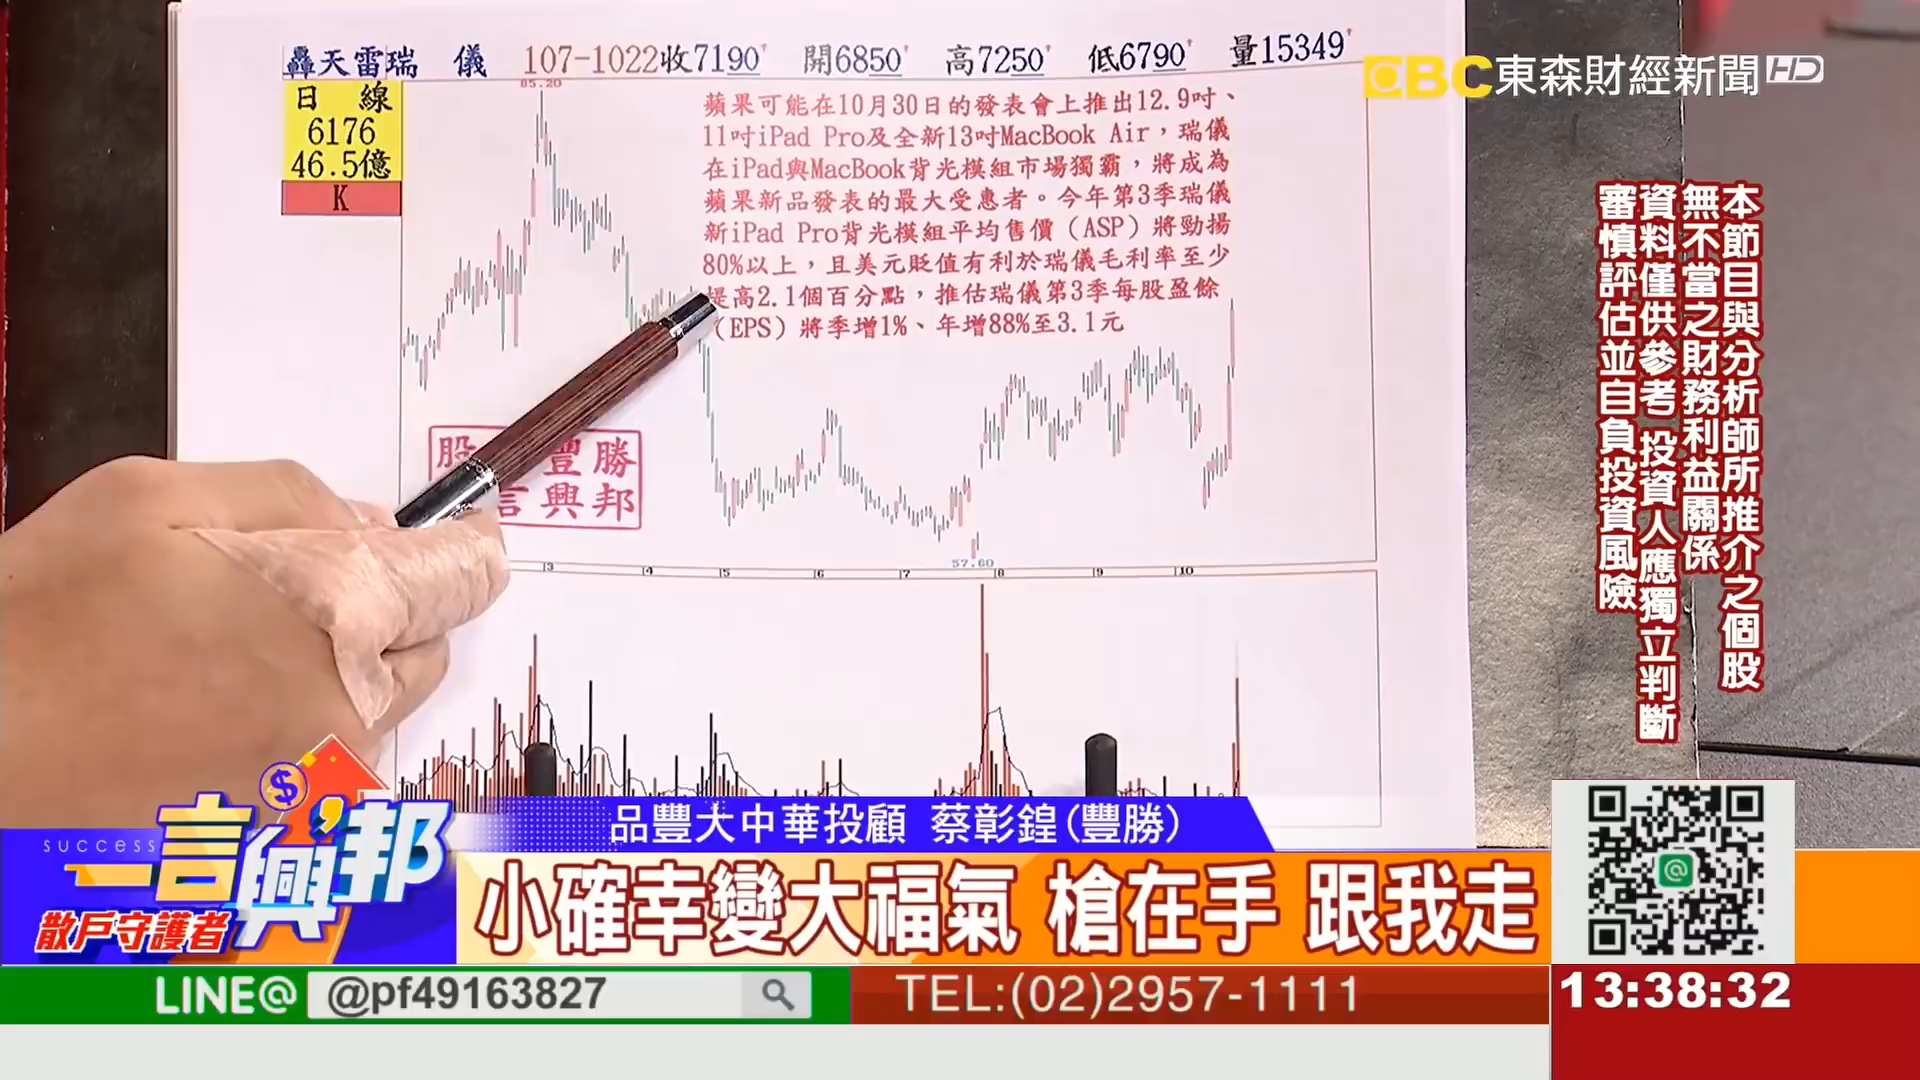 轟天雷瑞　儀　107-1022收7190　開6850　高7250　低6790　量15349
EBC東森財經新聞HD
日　線
6176
46.5億
K
85.20
蘋果可能在10月30日的發表會上推出12.9吋、
11吋iPad Pro及全新13吋MacBook Air，瑞儀
在iPad與MacBook背光模組市場獨霸，將成為
蘋果新品發表的最大受惠者。今年第3季瑞儀
新iPad Pro背光模組平均售價（ASP）將勁揚
80%以上，且美元貶值有利於瑞儀毛利率至少
提高2.1個百分點，推估瑞儀第3季每股盈餘
（EPS）將季增1%、年增88%至3.1元
股 豐勝
言興邦
57.60
3 4 5 6 7 8 9 10
本節目與分析師所推介之個股
無不當之財務利益關係
資料僅供參考 投資人應獨立判斷
審慎評估並自負投資風險
$
success
一言興邦
散戶守護者
品豐大中華投顧 蔡彰鍠(豐勝)
小確幸變大福氣 槍在手 跟我走
LINE@ @pf49163827
TEL:(02)2957-1111
13:38:32